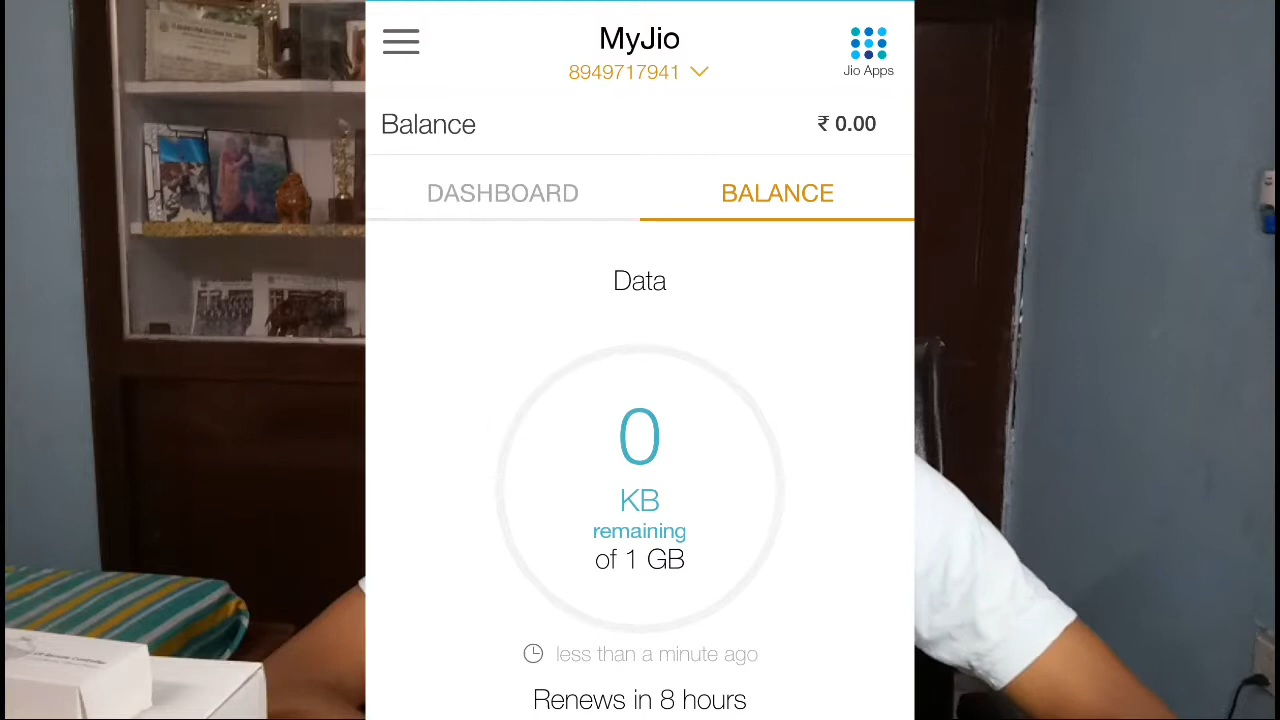 MyJio
8949717941
Jio Apps
Balance
₹ 0.00
DASHBOARD
BALANCE
Data
0
KB
remaining
of 1 GB
less than a minute ago
Renews in 8 hours